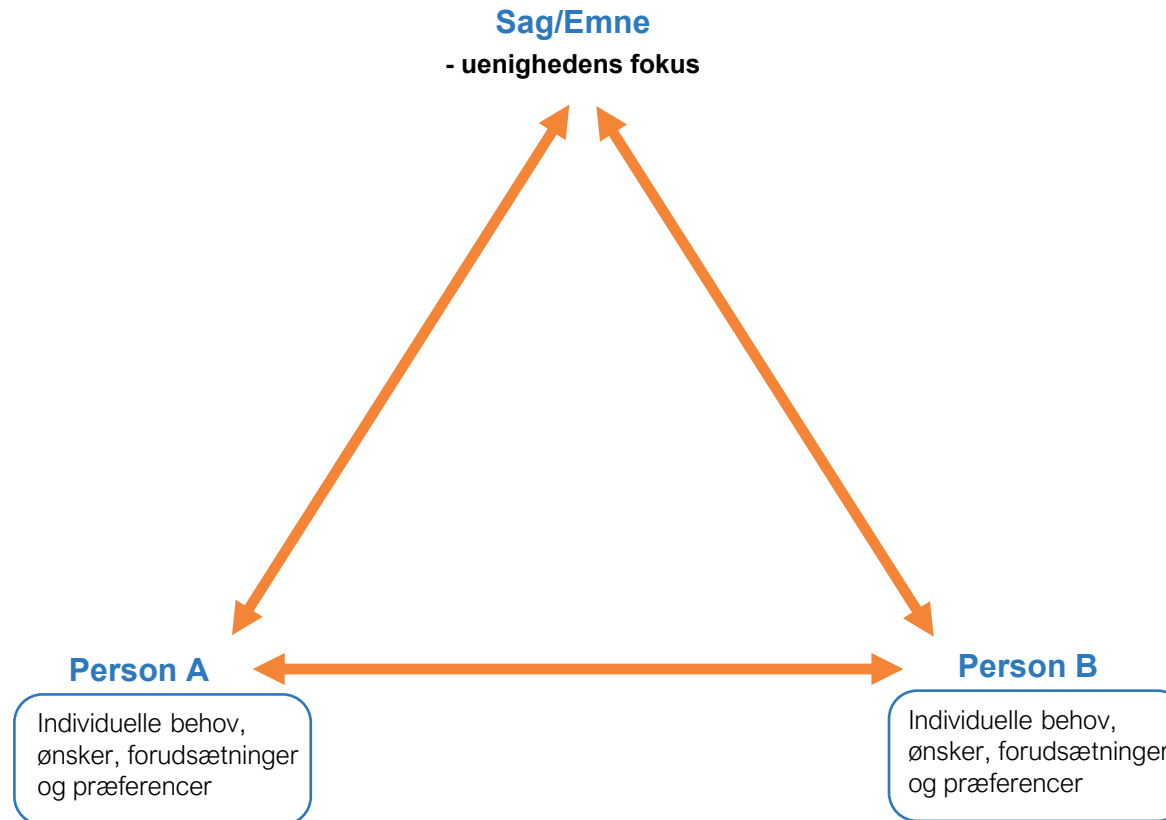 Sag/Emne
- uenighedens fokus
Person A
Individuelle behov,
ønsker, forudsætninger
og præferencer
Person B
Individuelle behov,
ønsker, forudsætninger
og præferencer